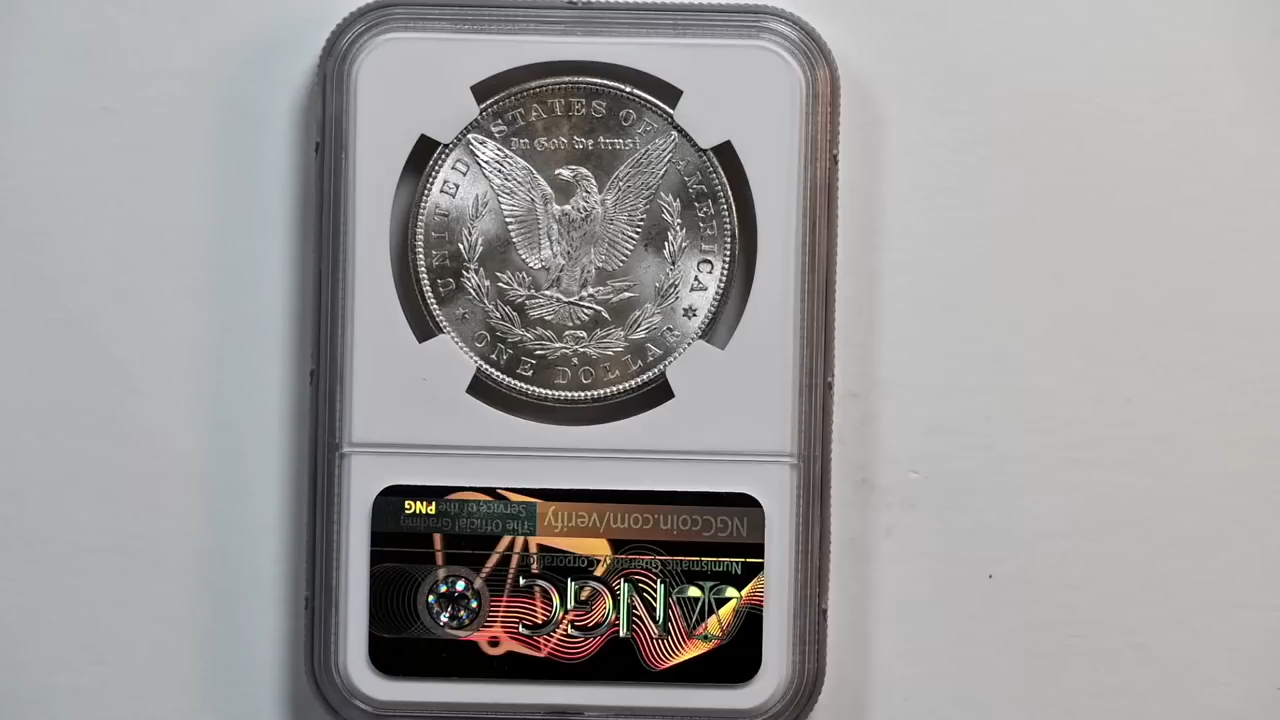 UNITED STATES OF AMERICA
In God we trust
S
ONE DOLLAR
NGC
Numismatic Guaranty Corporation
NGCcoin.com/verify
The Official Grading
Service of the PNG